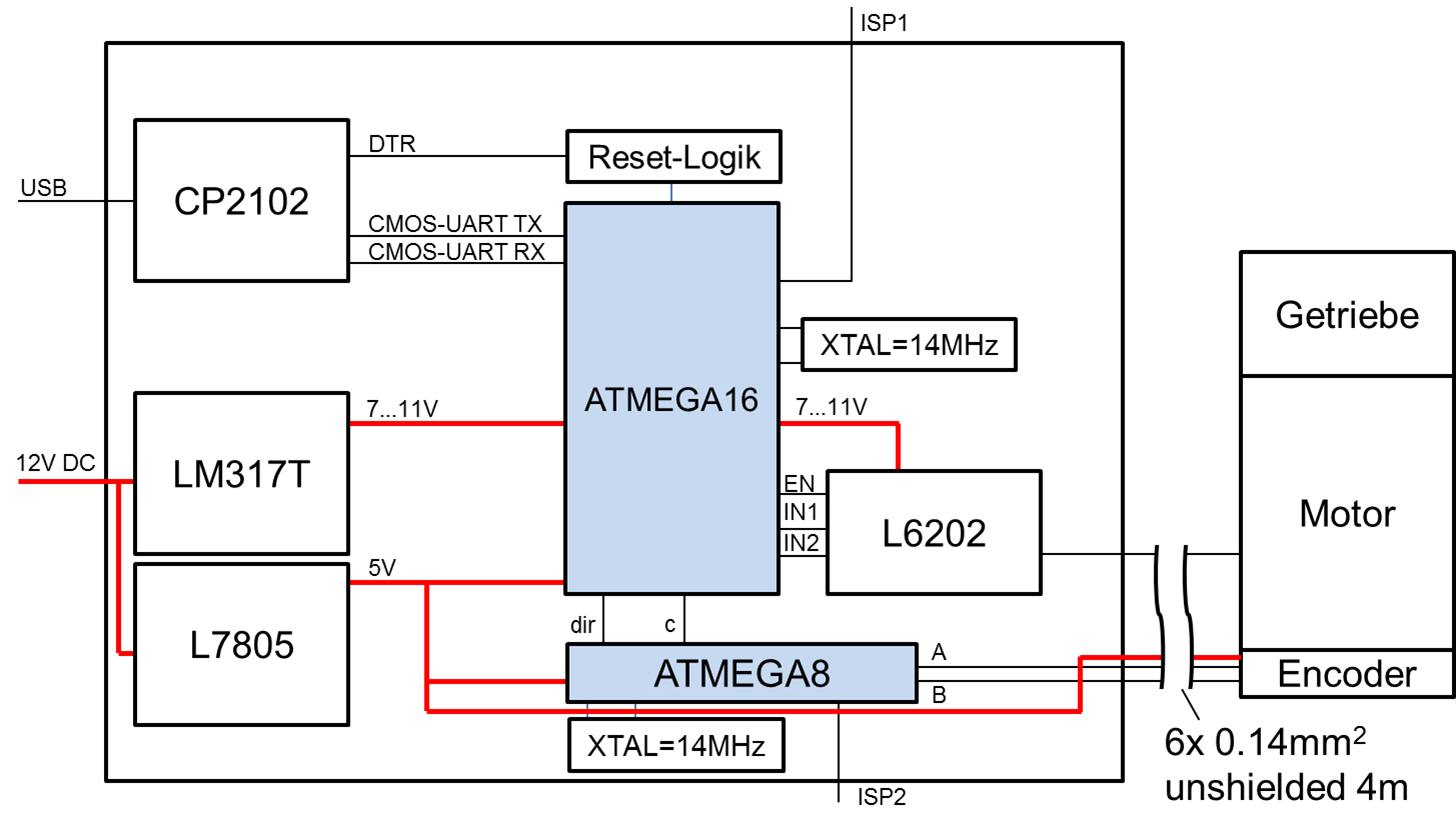 ISP1
DTR
Reset-Logik
USB
CP2102
CMOS-UART TX
CMOS-UART RX
Getriebe
XTAL=14MHz
ATMEGA16
7...11V
7...11V
12V DC
LM317T
EN
IN1
IN2
L6202
Motor
5V
L7805
dir
c
ATMEGA8
A
B
Encoder
XTAL=14MHz
6x 0.14mm²
unshielded 4m
ISP2